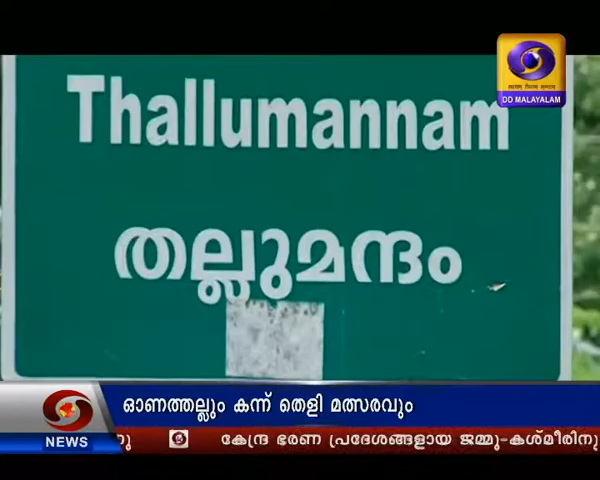 DD MALAYALAM
Thallumannam
തല്ലുമന്ദം
ഓണത്തല്ലും കന്ന് തെളി മത്സരവും
NEWS
നു കേന്ദ്ര ഭരണ പ്രദേശങ്ങളായ ജമ്മു-കശ്മീരിനു